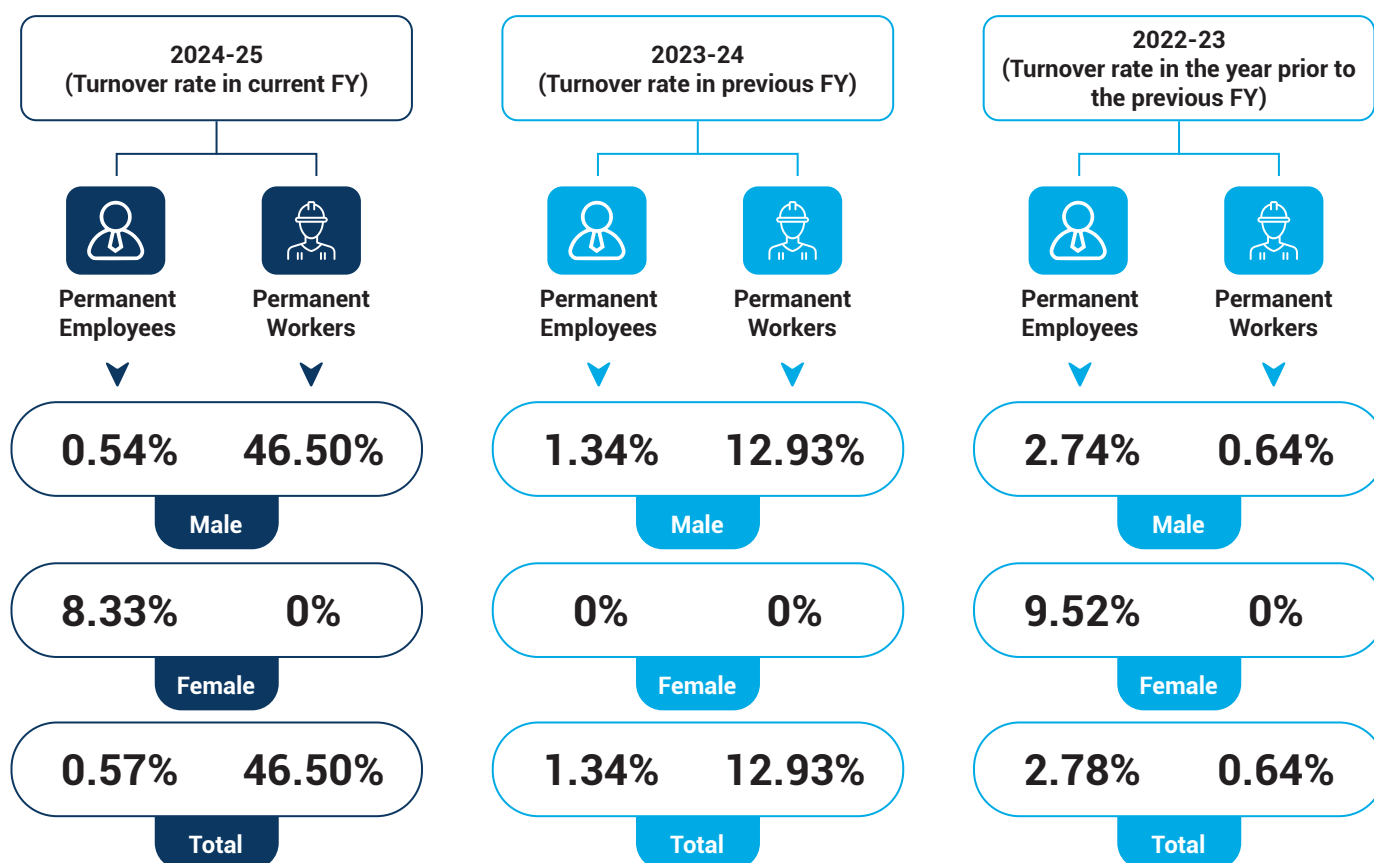 2024-25
(Turnover rate in current FY)
Permanent
Employees
Permanent
Workers
0.54% 46.50%
Male
8.33% 0%
Female
0.57% 46.50%
Total
2023-24
(Turnover rate in previous FY)
Permanent
Employees
Permanent
Workers
1.34% 12.93%
Male
0% 0%
Female
1.34% 12.93%
Total
2022-23
(Turnover rate in the year prior to
the previous FY)
Permanent
Employees
Permanent
Workers
2.74% 0.64%
Male
9.52% 0%
Female
2.78% 0.64%
Total